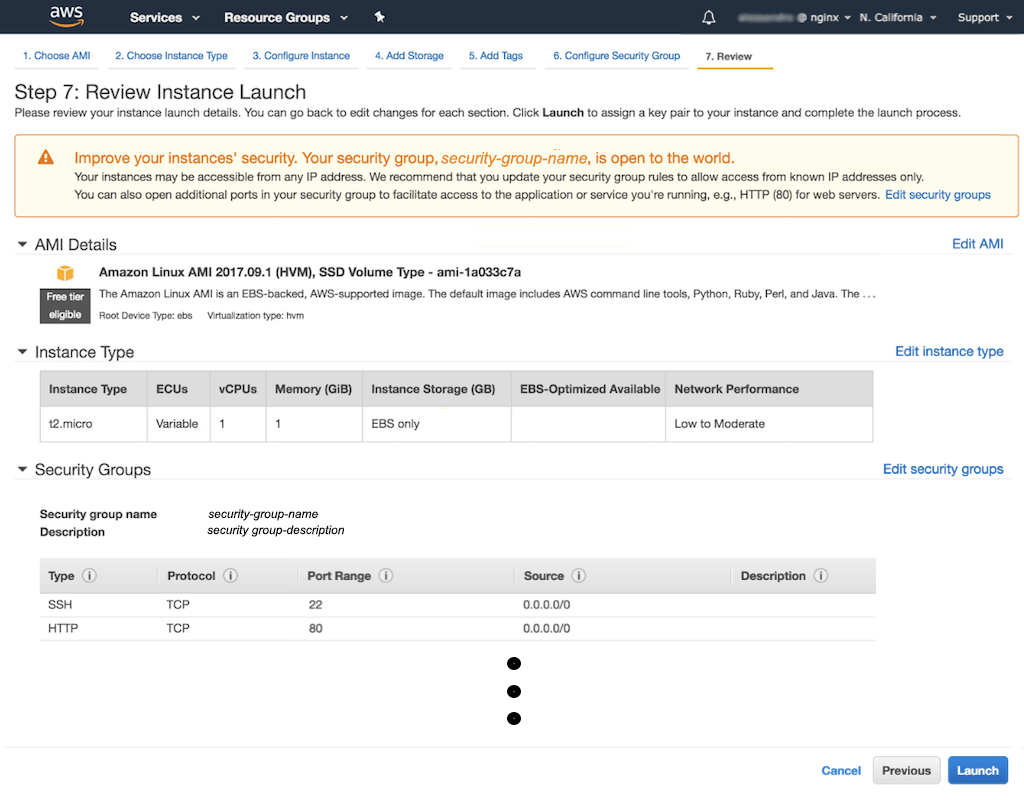 aws Services Resource Groups @ nginx N. California Support
1. Choose AMI 2. Choose Instance Type 3. Configure Instance 4. Add Storage 5. Add Tags 6. Configure Security Group 7. Review
Step 7: Review Instance Launch
Please review your instance launch details. You can go back to edit changes for each section. Click Launch to assign a key pair to your instance and complete the launch process.
Improve your instances' security. Your security group, security-group-name, is open to the world.
Your instances may be accessible from any IP address. We recommend that you update your security group rules to allow access from known IP addresses only.
You can also open additional ports in your security group to facilitate access to the application or service you're running, e.g., HTTP (80) for web servers. Edit security groups
AMI Details Edit AMI
Amazon Linux AMI 2017.09.1 (HVM), SSD Volume Type - ami-1a033c7a
Free tier
eligible
The Amazon Linux AMI is an EBS-backed, AWS-supported image. The default image includes AWS command line tools, Python, Ruby, Perl, and Java. The ...
Root Device Type: ebs Virtualization type: hvm
Instance Type Edit instance type
Instance Type ECUs vCPUs Memory (GiB) Instance Storage (GB) EBS-Optimized Available Network Performance
t2.micro Variable 1 1 EBS only Low to Moderate
Security Groups Edit security groups
Security group name security-group-name
Description security group-description
Type Protocol Port Range Source Description
SSH TCP 22 0.0.0.0/0
HTTP TCP 80 0.0.0.0/0
Cancel Previous Launch